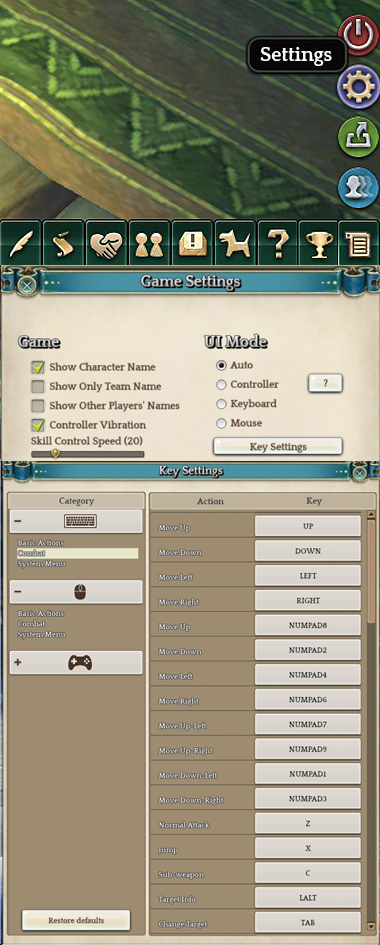 Settings
Game Settings
Game
Show Character Name
Show Only Team Name
Show Other Players' Names
Controller Vibration
Skill Control Speed (20)
UI Mode
Auto
Controller
?
Keyboard
Mouse
Key Settings
Key Settings
Category
Basic Actions
Combat
System Menu
Basic Actions
Combat
System Menu
Restore defaults
Action Key
Move Up UP
Move Down DOWN
Move Left LEFT
Move Right RIGHT
Move Up NUMPAD8
Move Down NUMPAD2
Move Left NUMPAD4
Move Right NUMPAD6
Move Up-Left NUMPAD7
Move Up-Right NUMPAD9
Move Down-Left NUMPAD1
Move Down-Right NUMPAD3
Normal Attack Z
Jump X
Sub-weapon C
Target Info LALT
Change Target TAB